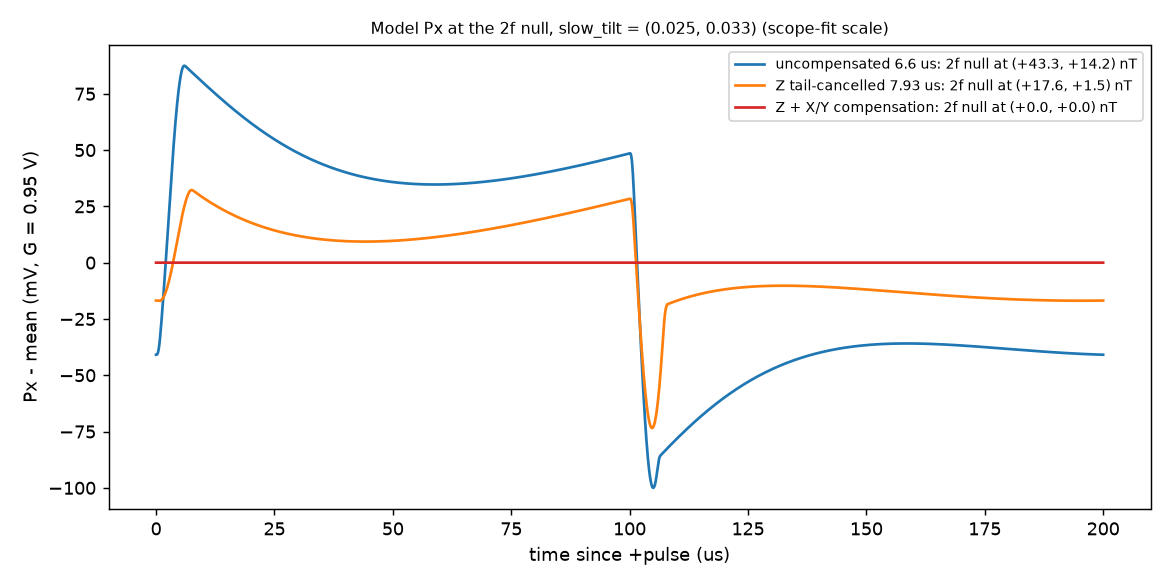 Model Px at the 2f null, slow_tilt = (0.025, 0.033) (scope-fit scale)
uncompensated 6.6 us: 2f null at (+43.3, +14.2) nT
Z tail-cancelled 7.93 us: 2f null at (+17.6, +1.5) nT
Z + X/Y compensation: 2f null at (+0.0, +0.0) nT
Px - mean (mV, G = 0.95 V)
75
50
25
0
−25
−50
−75
−100
0 25 50 75 100 125 150 175 200
time since +pulse (us)